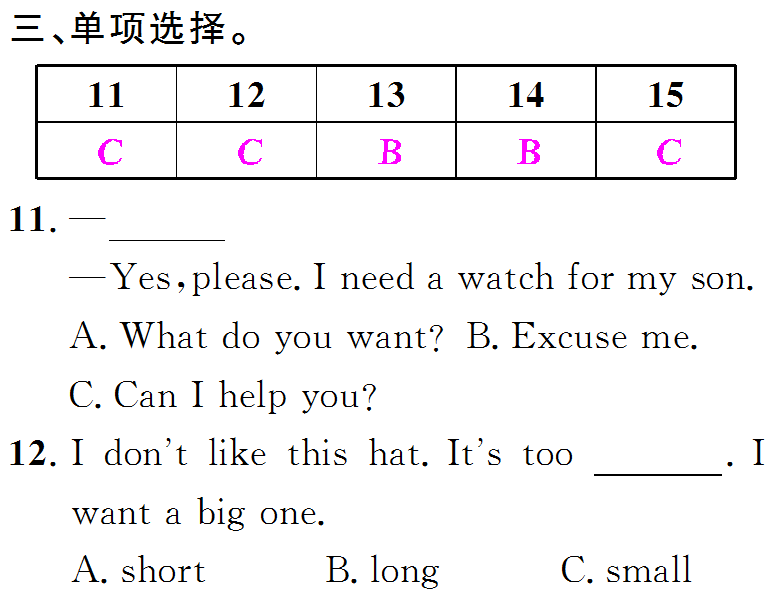 三、单项选择。
11 12 13 14 15
C C B B C
11. —______
—Yes,please. I need a watch for my son.
A. What do you want? B. Excuse me.
C. Can I help you?
12. I don't like this hat. It's too ______. I
want a big one.
A. short B. long C. small